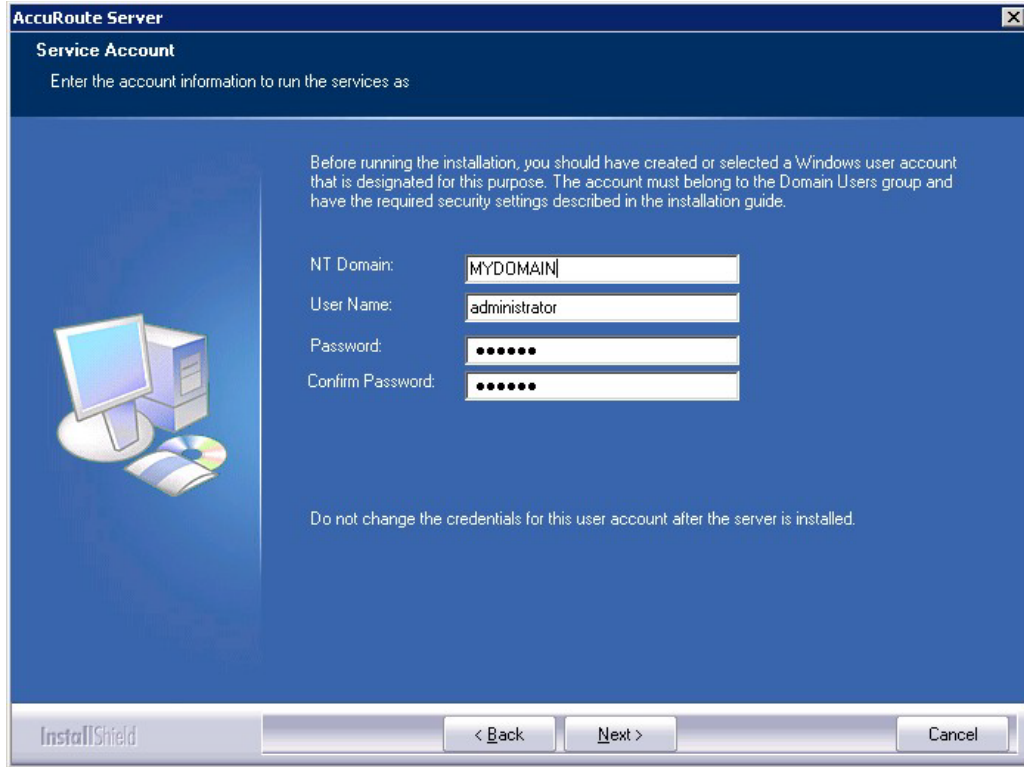 AccuRoute Server
Service Account
Enter the account information to run the services as
Before running the installation, you should have created or selected a Windows user account
that is designated for this purpose. The account must belong to the Domain Users group and
have the required security settings described in the installation guide.
NT Domain: MYDOMAIN
User Name: administrator
Password: ●●●●●●
Confirm Password: ●●●●●●
Do not change the credentials for this user account after the server is installed.
InstallShield < Back Next > Cancel